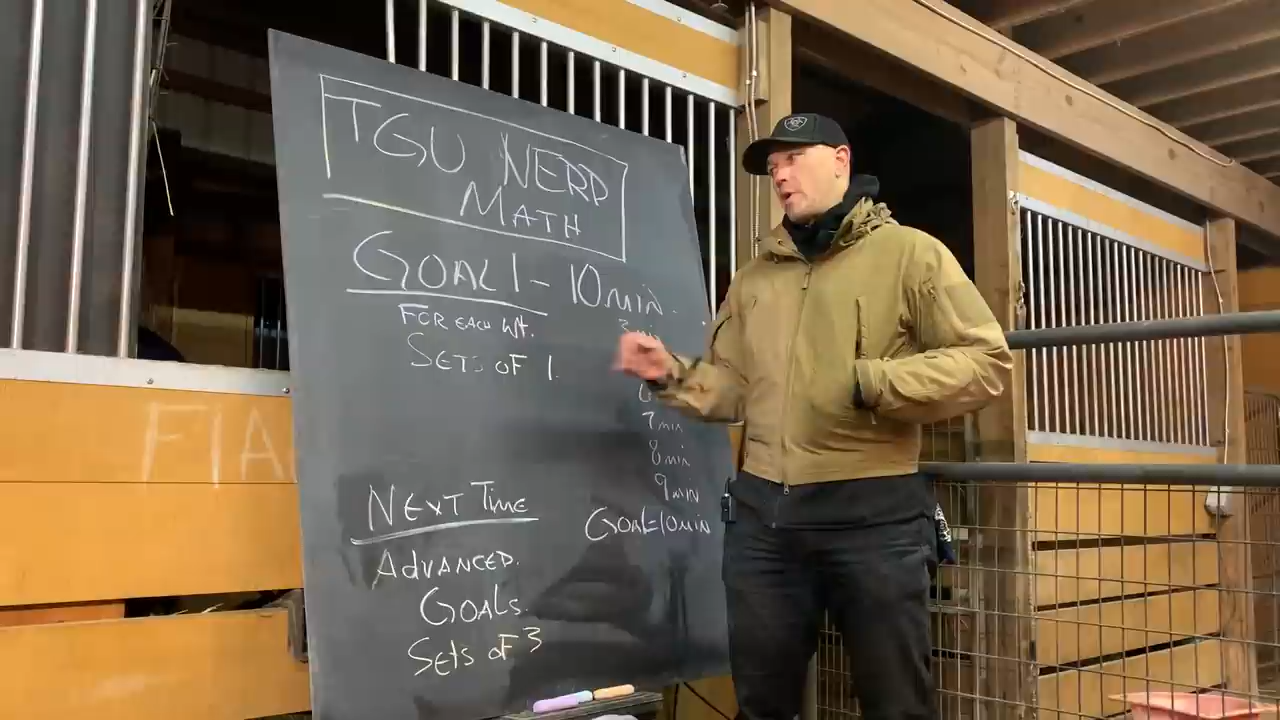 TGU NERD
MATH
GOAL 1 - 10 min.
FOR EACH Wt.
SETS OF 1.
7 min
8 min
9 min
GOAL=10 min
NEXT TIME
ADVANCED.
GOALS.
Sets of 3
FIA